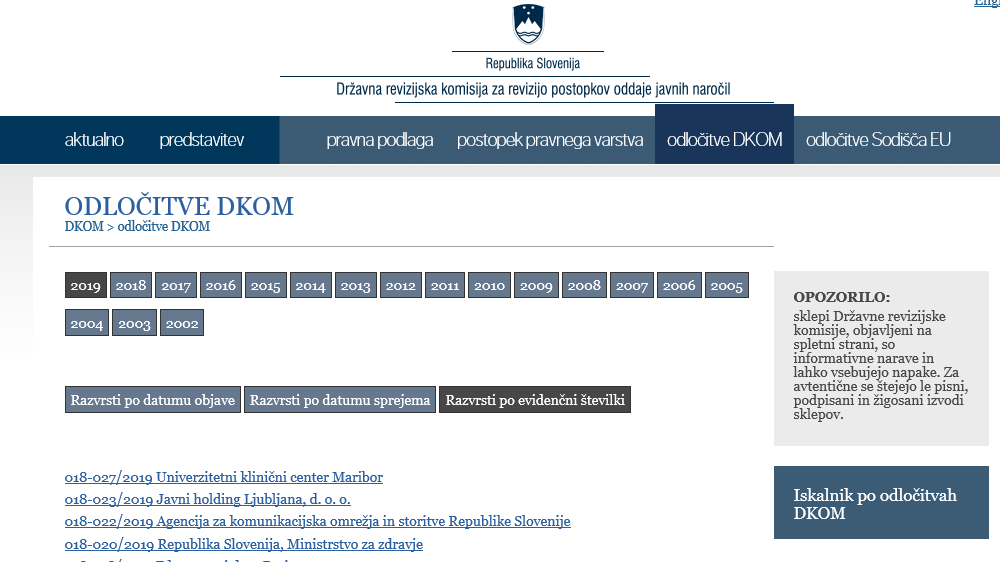 Republika Slovenija
Državna revizijska komisija za revizijo postopkov oddaje javnih naročil
aktualno predstavitev pravna podlaga postopek pravnega varstva odločitve DKOM odločitve Sodišča EU
ODLOČITVE DKOM
DKOM > odločitve DKOM
2019 2018 2017 2016 2015 2014 2013 2012 2011 2010 2009 2008 2007 2006 2005
2004 2003 2002
Razvrsti po datumu objave Razvrsti po datumu sprejema Razvrsti po evidenčni številki
018-027/2019 Univerzitetni klinični center Maribor
018-023/2019 Javni holding Ljubljana, d. o. o.
018-022/2019 Agencija za komunikacijska omrežja in storitve Republike Slovenije
018-020/2019 Republika Slovenija, Ministrstvo za zdravje
OPOZORILO:
sklepi Državne revizijske
komisije, objavljeni na
spletni strani, so
informativne narave in
lahko vsebujejo napake. Za
avtentične se štejejo le pisni,
podpisani in žigosani izvodi
sklepov.
Iskalnik po odločitvah
DKOM